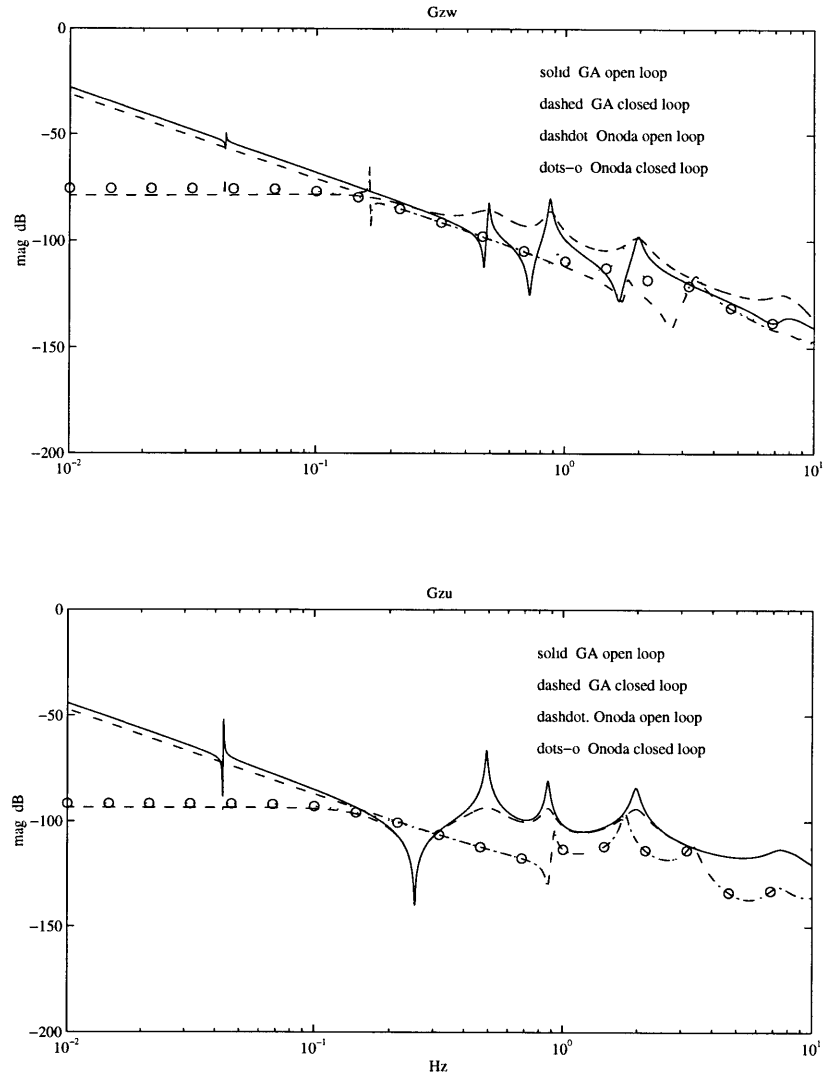 Gzw
0
solid GA open loop
dashed GA closed loop
dashdot Onoda open loop
dots-o Onoda closed loop
-50
mag dB
-100
-150
-200
10^-2
10^-1
10^0
10^1
Gzu
0
solid GA open loop
dashed GA closed loop
dashdot. Onoda open loop
dots-o Onoda closed loop
-50
mag dB
-100
-150
-200
10^-2
10^-1
10^0
10^1
Hz